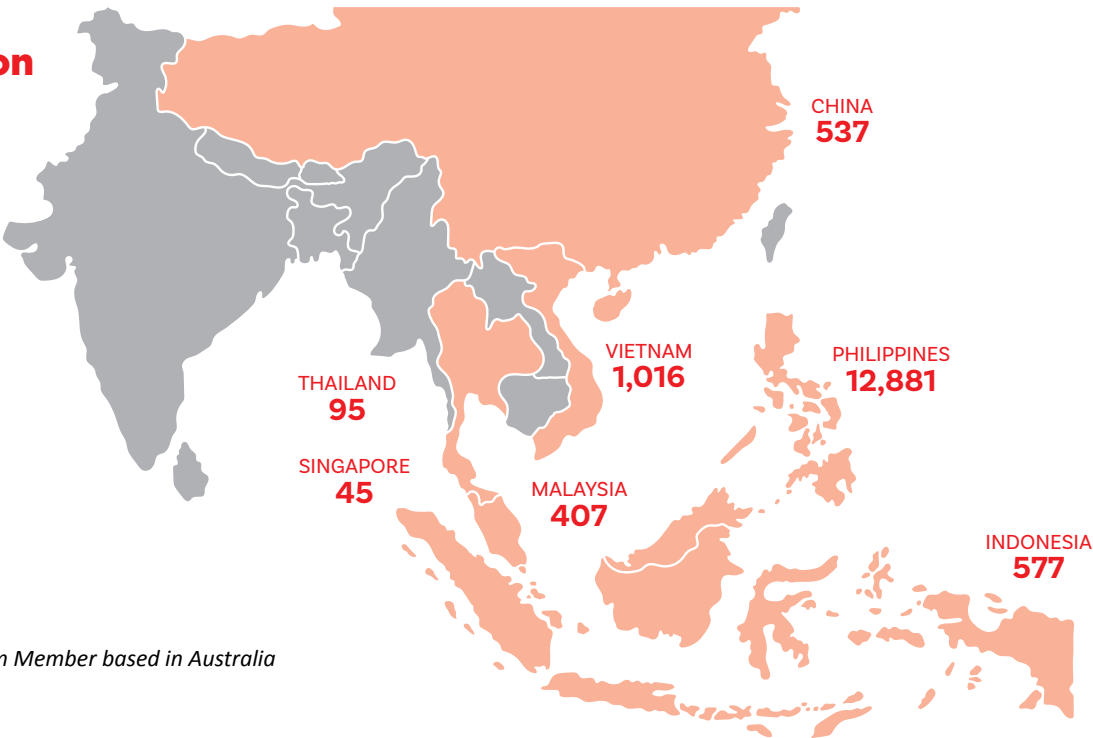 CHINA
537
VIETNAM
1,016
PHILIPPINES
12,881
THAILAND
95
SINGAPORE
45
MALAYSIA
407
INDONESIA
577
Member based in Australia